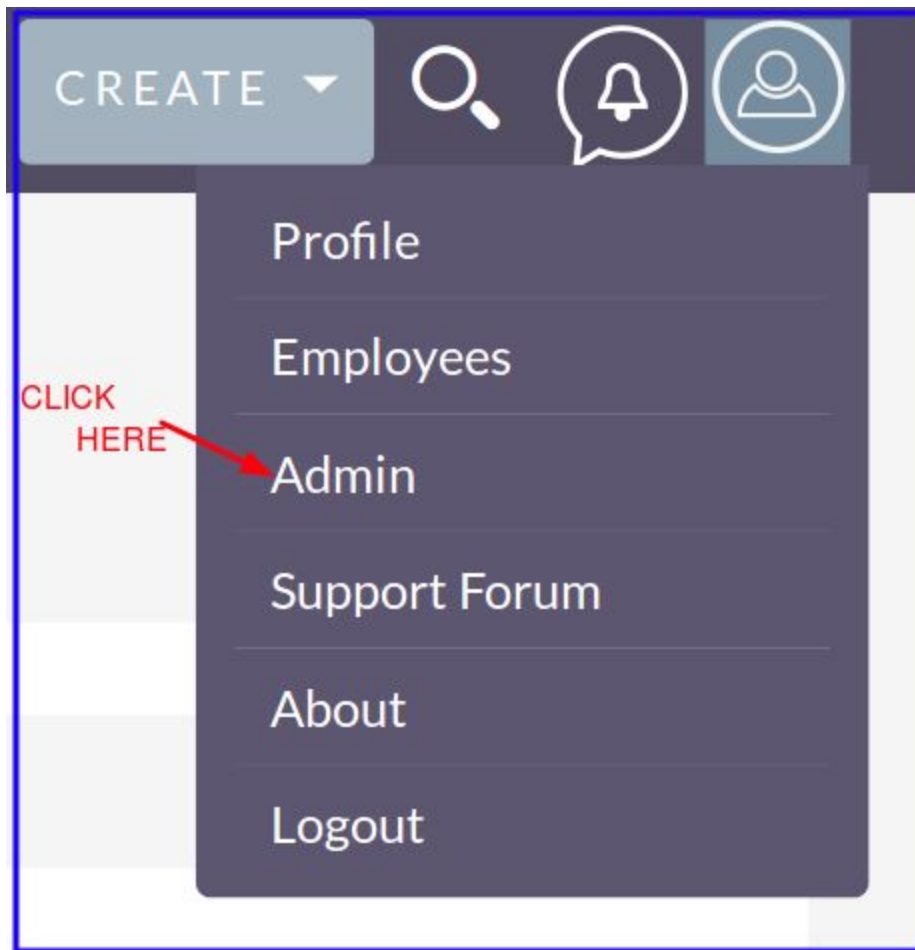 CREATE
Profile
Employees
CLICK
HERE
Admin
Support Forum
About
Logout